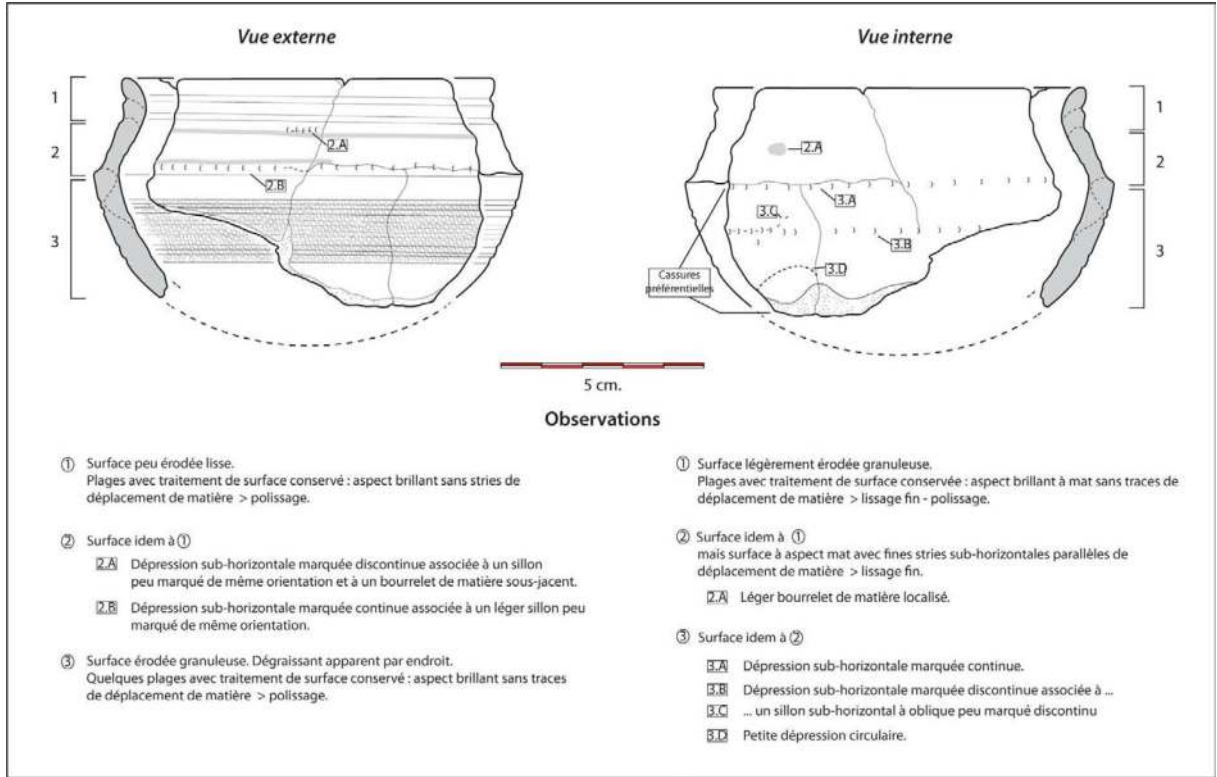 Vue externe
1
2
3
2.A
2.B
Vue interne
2.A
3.A
3.C
3.B
3.D
Cassures
préférentielles
1
2
3
5 cm.
Observations
① Surface peu érodée lisse.
Plages avec traitement de surface conservé : aspect brillant sans stries de
déplacement de matière > polissage.
② Surface idem à ①
2.A Dépression sub-horizontale marquée discontinue associée à un sillon
peu marqué de même orientation et à un bourrelet de matière sous-jacent.
2.B Dépression sub-horizontale marquée continue associée à un léger sillon peu
marqué de même orientation.
③ Surface érodée granuleuse. Dégraissant apparent par endroit.
Quelques plages avec traitement de surface conservé : aspect brillant sans traces
de déplacement de matière > polissage.
① Surface légèrement érodée granuleuse.
Plages avec traitement de surface conservée : aspect brillant à mat sans traces de
déplacement de matière > lissage fin - polissage.
② Surface idem à ①
mais surface à aspect mat avec fines stries sub-horizontales parallèles de
déplacement de matière > lissage fin.
2.A Léger bourrelet de matière localisé.
③ Surface idem à ②
3.A Dépression sub-horizontale marquée continue.
3.B Dépression sub-horizontale marquée discontinue associée à ...
3.C ... un sillon sub-horizontal à oblique peu marqué discontinu
3.D Petite dépression circulaire.